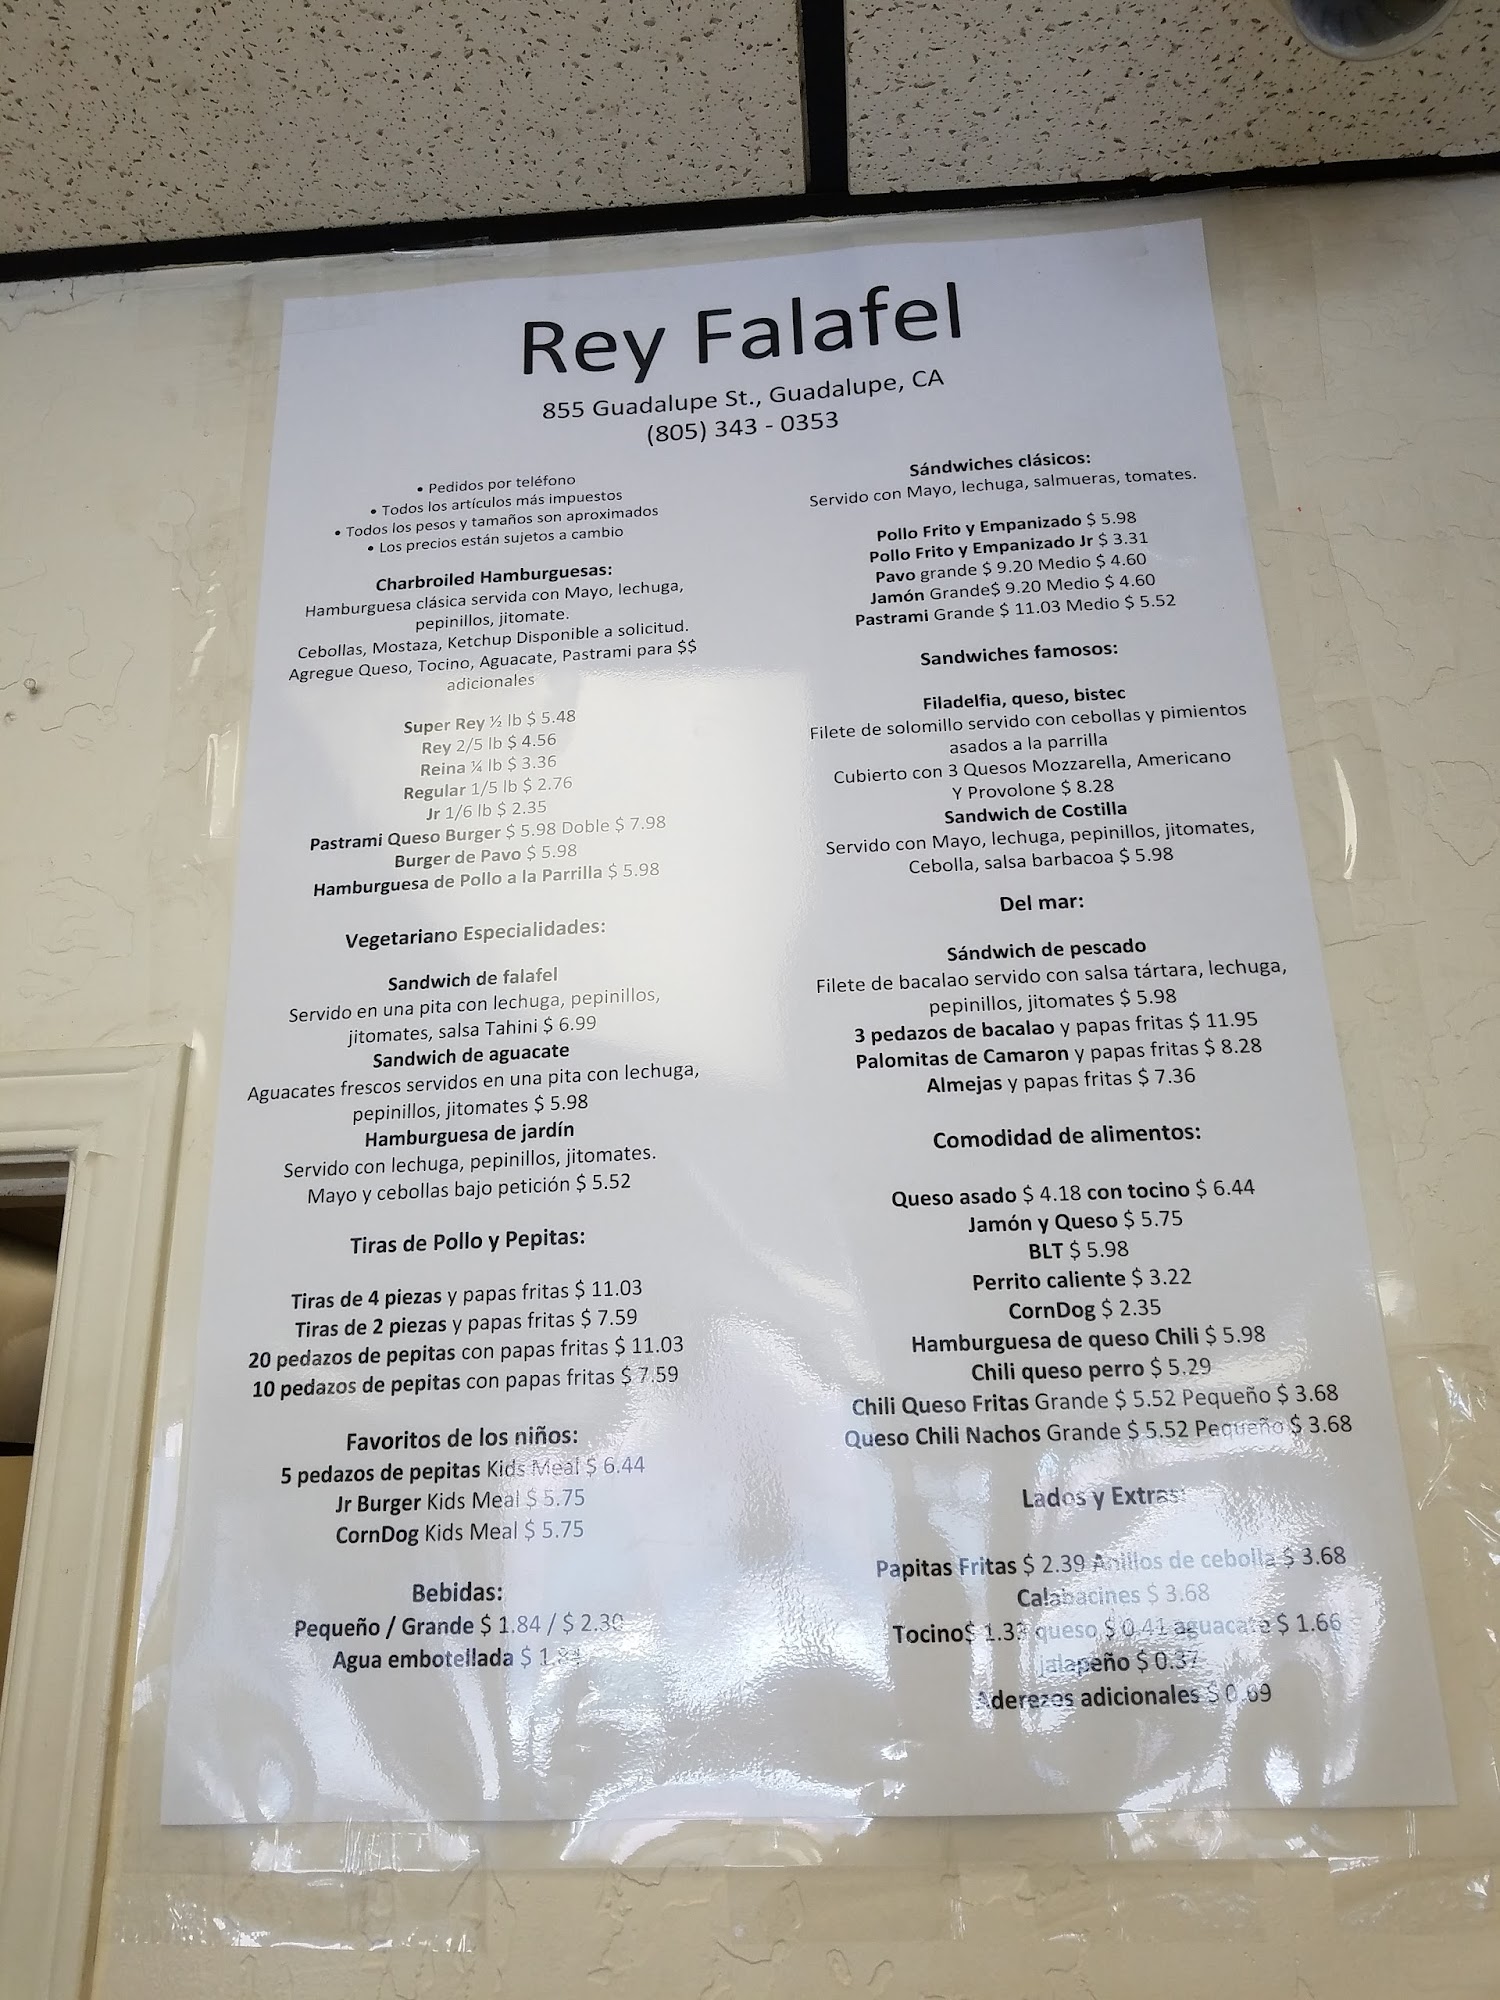 Rey Falafel
855 Guadalupe St., Guadalupe, CA
(805) 343 - 0353
• Pedidos por teléfono
• Todos los artículos más impuestos
• Todos los pesos y tamaños son aproximados
• Los precios están sujetos a cambio
Charbroiled Hamburguesas:
Hamburguesa clásica servida con Mayo, lechuga,
pepinillos, jitomate.
Cebollas, Mostaza, Ketchup Disponible a solicitud.
Agregue Queso, Tocino, Aguacate, Pastrami para $$
adicionales
Super Rey ½ lb $ 5.48
Rey 2/5 lb $ 4.56
Reina ¼ lb $ 3.36
Regular 1/5 lb $ 2.76
Jr 1/6 lb $ 2.35
Pastrami Queso Burger $ 5.98 Doble $ 7.98
Burger de Pavo $ 5.98
Hamburguesa de Pollo a la Parrilla $ 5.98
Vegetariano Especialidades:
Sandwich de falafel
Servido en una pita con lechuga, pepinillos,
jitomates, salsa Tahini $ 6.99
Sandwich de aguacate
Aguacates frescos servidos en una pita con lechuga,
pepinillos, jitomates $ 5.98
Hamburguesa de jardín
Servido con lechuga, pepinillos, jitomates.
Mayo y cebollas bajo petición $ 5.52
Tiras de Pollo y Pepitas:
Tiras de 4 piezas y papas fritas $ 11.03
Tiras de 2 piezas y papas fritas $ 7.59
20 pedazos de pepitas con papas fritas $ 11.03
10 pedazos de pepitas con papas fritas $ 7.59
Favoritos de los niños:
5 pedazos de pepitas Kids Meal $ 6.44
Jr Burger Kids Meal $ 5.75
CornDog Kids Meal $ 5.75
Bebidas:
Pequeño / Grande $ 1.84 / $ 2.30
Agua embotellada $
Sándwiches clásicos:
Servido con Mayo, lechuga, salmueras, tomates.
Pollo Frito y Empanizado $ 5.98
Pollo Frito y Empanizado Jr $ 3.31
Pavo grande $ 9.20 Medio $ 4.60
Jamón Grande$ 9.20 Medio $ 4.60
Pastrami Grande $ 11.03 Medio $ 5.52
Sandwiches famosos:
Filadelfia, queso, bistec
Filete de solomillo servido con cebollas y pimientos
asados a la parrilla
Cubierto con 3 Quesos Mozzarella, Americano
Y Provolone $ 8.28
Sandwich de Costilla
Servido con Mayo, lechuga, pepinillos, jitomates,
Cebolla, salsa barbacoa $ 5.98
Del mar:
Sándwich de pescado
Filete de bacalao servido con salsa tártara, lechuga,
pepinillos, jitomates $ 5.98
3 pedazos de bacalao y papas fritas $ 11.95
Palomitas de Camaron y papas fritas $ 8.28
Almejas y papas fritas $ 7.36
Comodidad de alimentos:
Queso asado $ 4.18 con tocino $ 6.44
Jamón y Queso $ 5.75
BLT $ 5.98
Perrito caliente $ 3.22
CornDog $ 2.35
Hamburguesa de queso Chili $ 5.98
Chili queso perro $ 5.29
Chili Queso Fritas Grande $ 5.52 Pequeño $ 3.68
Queso Chili Nachos Grande $ 5.52 Pequeño $ 3.68
Lados y Extras:
Papitas Fritas $ 2.39 Anillos de cebolla $ 3.68
Calabacines $ 3.68
Tocino$ 1.33 queso $ 0.41 aguacate $ 1.66
jalapeño $ 0.37
Aderezos adicionales $ 0.69